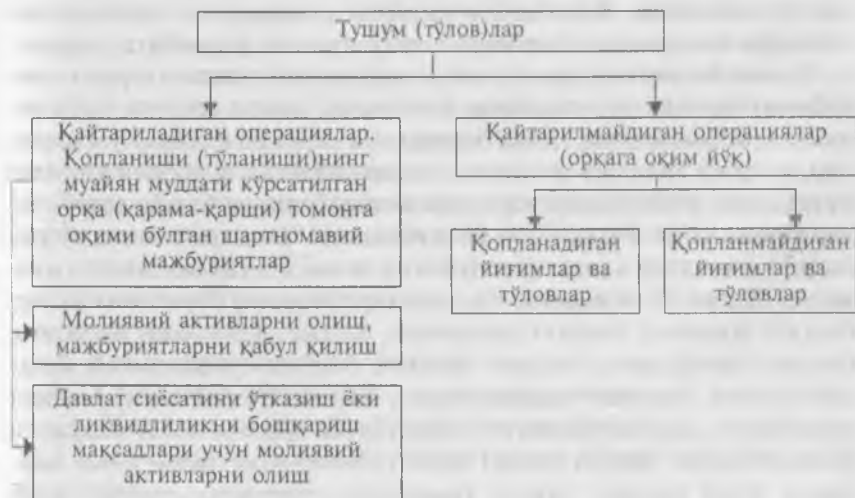 Тушум (тўлов)лар
Қайтариладиган операциялар.
Қопланиши (тўланиши)нинг
муайян муддати кўрсатилган
орқа (қарама-қарши) томонга
оқими бўлган шартномавий
мажбуриятлар
Қайтарилмайдиган операциялар
(орқага оқим йўқ)
Қопланадиган
йиғимлар ва
тўловлар
Қопланмайдиган
йиғимлар ва
тўловлар
Молиявий активларни олиш,
мажбуриятларни қабул қилиш
Давлат сиёсатини ўтказиш ёки
ликвидлиликни бошқариш
мақсадлари учун молиявий
активларни олиш